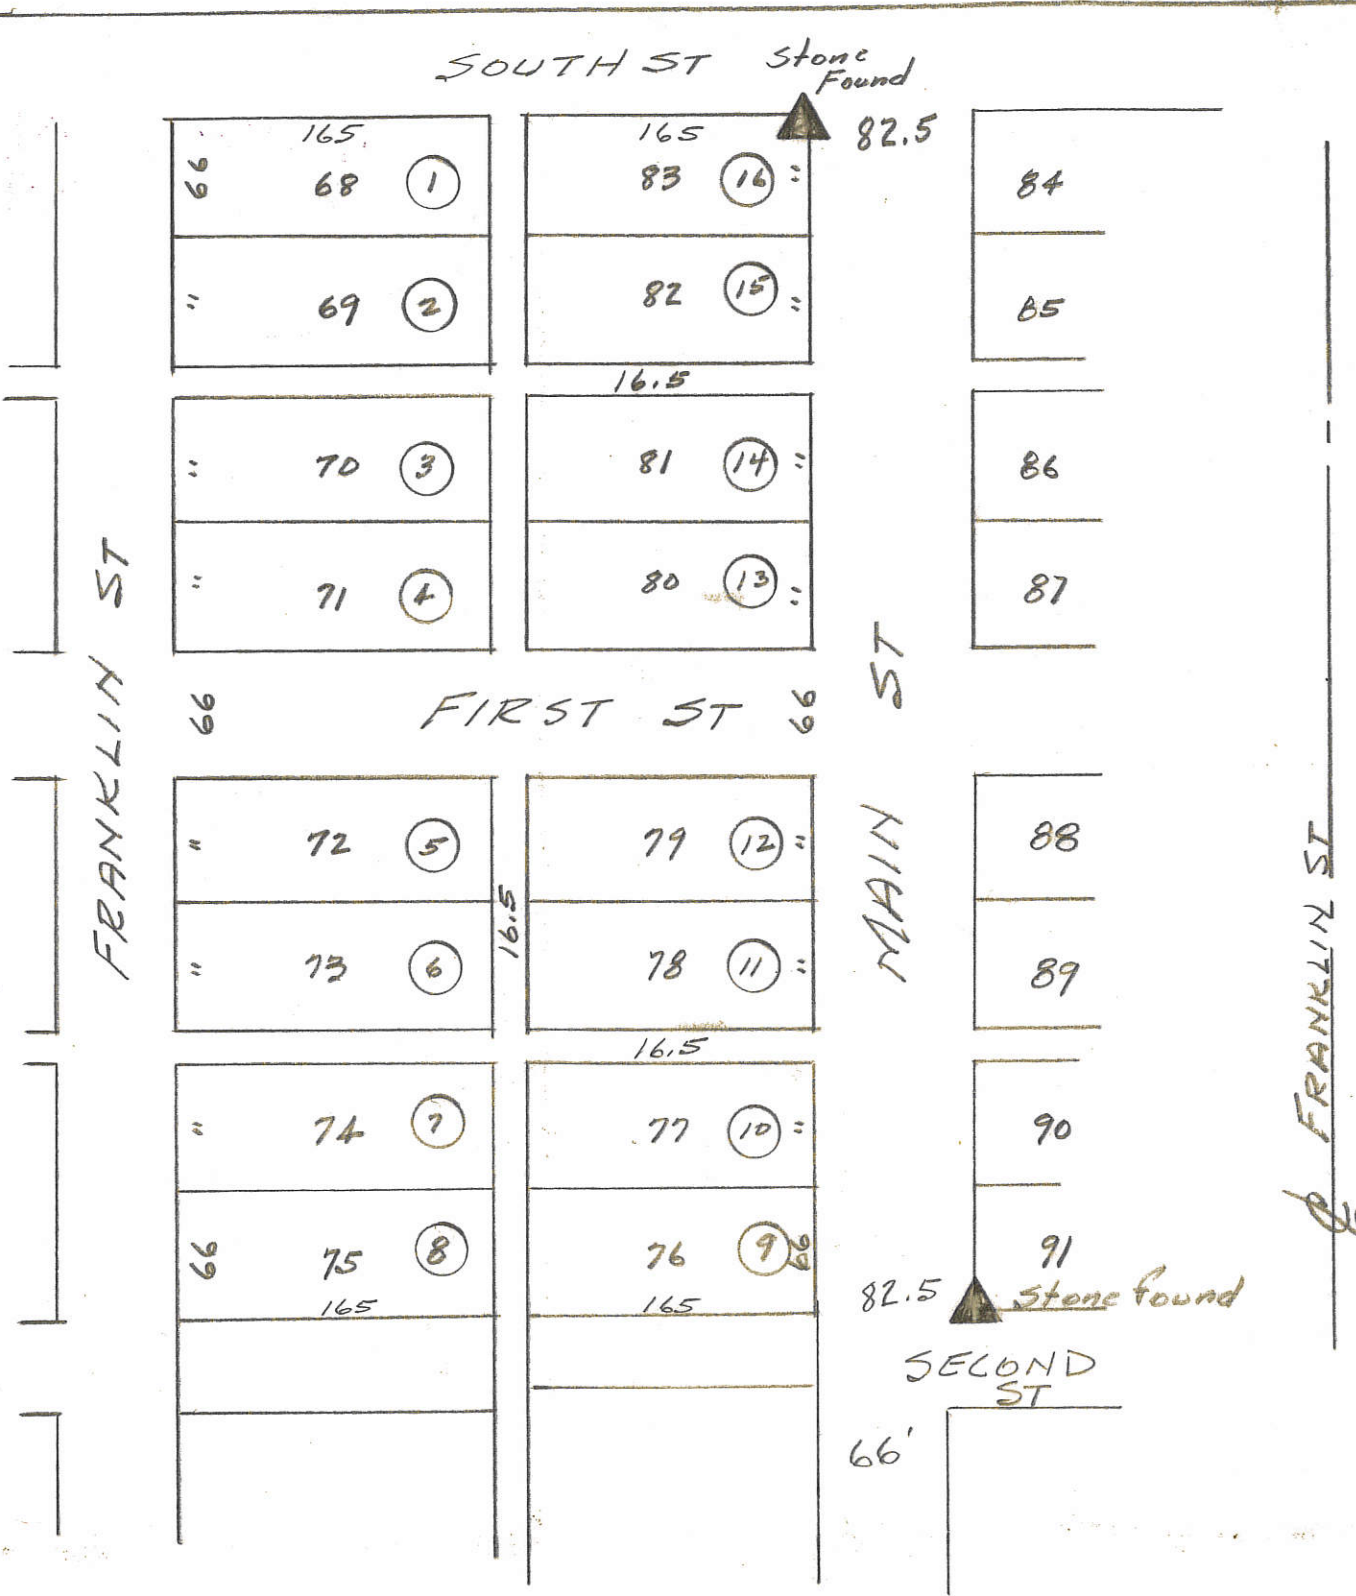 SOUTH ST
Stone
Found
165
165
82.5
66
68 1
83 16 "
84
" 69 2
82 15 "
85
16.5
" 70 3
81 14 "
86
" 71 4
80 13 "
87
FRANKLIN ST
66
FIRST ST
66
MAIN ST
" 72 5
79 12 "
88
16.5
" 73 6
78 11 "
89
16.5
" 74 7
77 10 "
90
66 75 8
76 9 66
91
165
165
82.5
Stone found
SECOND
ST
66'
℄ FRANKLIN ST